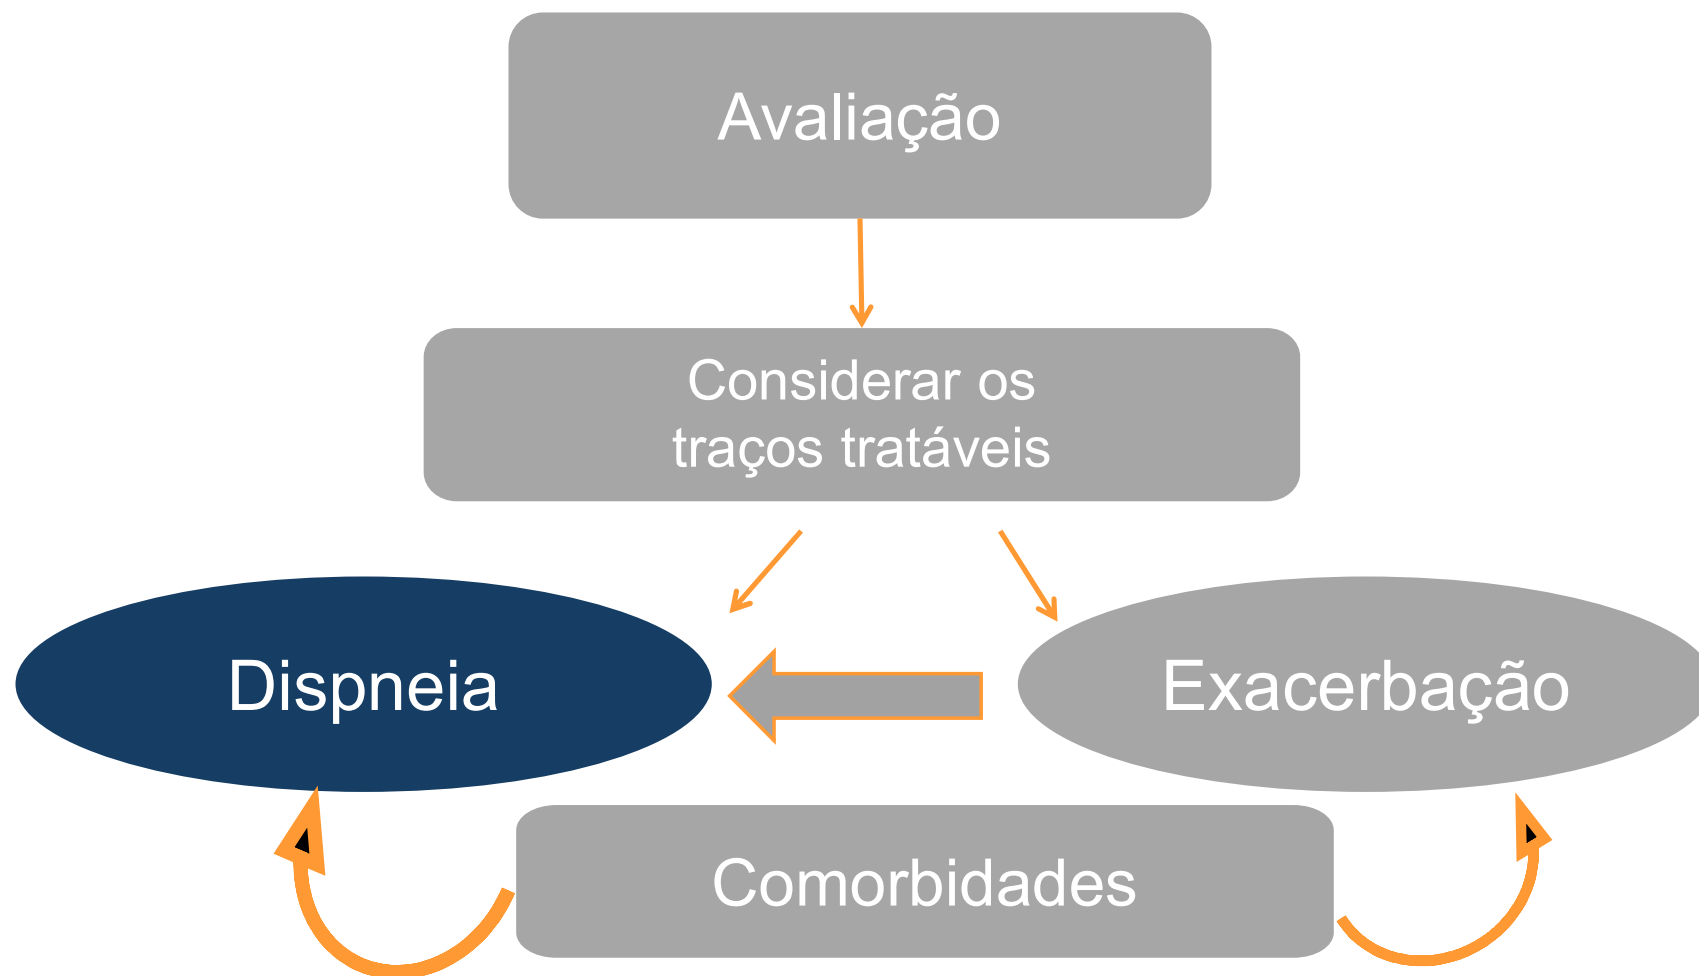 Avaliação
Considerar os
traços tratáveis
Dispneia
Exacerbação
Comorbidades